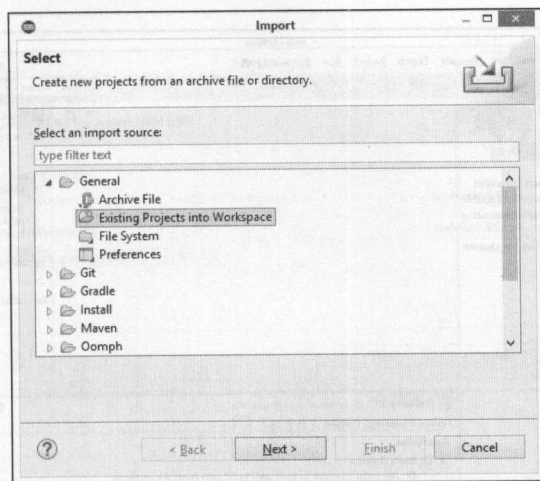 Import
Select
Create new projects from an archive file or directory.
Select an import source:
type filter text
General
Archive File
Existing Projects into Workspace
File System
Preferences
Git
Gradle
Install
Maven
Oomph
? < Back Next > Finish Cancel